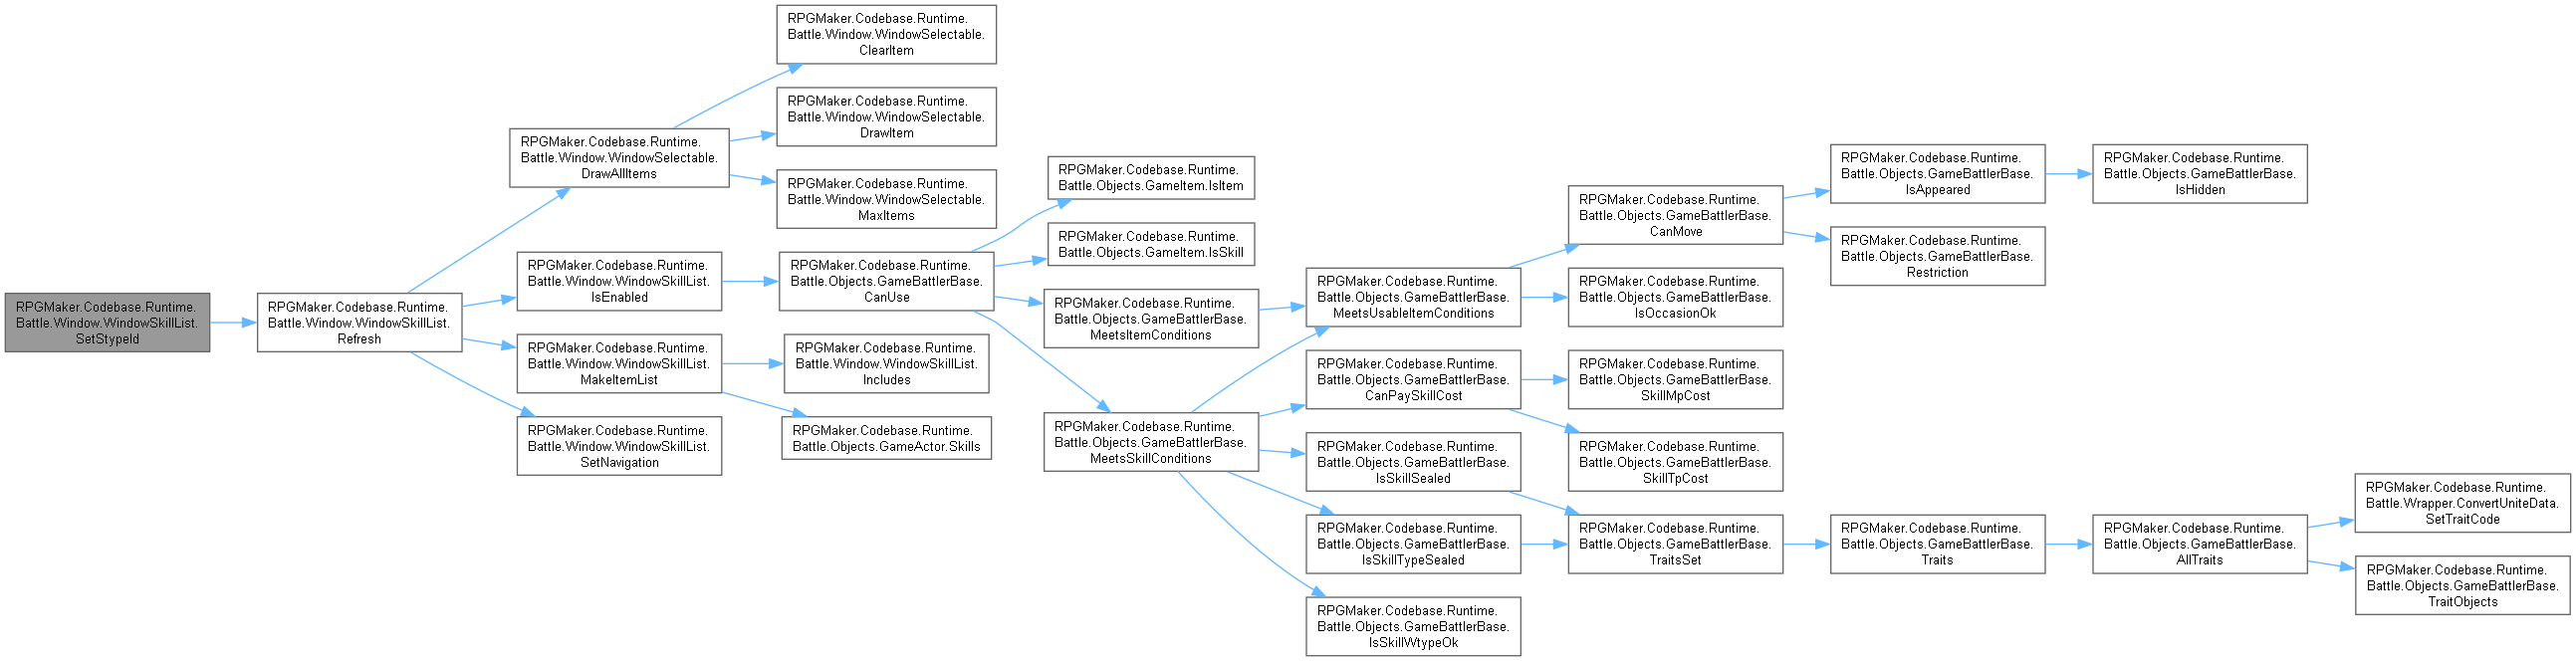 RPGMaker.Codebase.Runtime.
Battle.Window.WindowSkillList.
SetStypeId
RPGMaker.Codebase.Runtime.
Battle.Window.WindowSkillList.
Refresh
RPGMaker.Codebase.Runtime.
Battle.Window.WindowSelectable.
DrawAllItems
RPGMaker.Codebase.Runtime.
Battle.Window.WindowSelectable.
ClearItem
RPGMaker.Codebase.Runtime.
Battle.Window.WindowSelectable.
DrawItem
RPGMaker.Codebase.Runtime.
Battle.Window.WindowSelectable.
MaxItems
RPGMaker.Codebase.Runtime.
Battle.Window.WindowSkillList.
IsEnabled
RPGMaker.Codebase.Runtime.
Battle.Objects.GameBattlerBase.
CanUse
RPGMaker.Codebase.Runtime.
Battle.Objects.GameItem.IsItem
RPGMaker.Codebase.Runtime.
Battle.Objects.GameItem.IsSkill
RPGMaker.Codebase.Runtime.
Battle.Objects.GameBattlerBase.
MeetsItemConditions
RPGMaker.Codebase.Runtime.
Battle.Objects.GameBattlerBase.
MeetsUsableItemConditions
RPGMaker.Codebase.Runtime.
Battle.Objects.GameBattlerBase.
CanMove
RPGMaker.Codebase.Runtime.
Battle.Objects.GameBattlerBase.
IsAppeared
RPGMaker.Codebase.Runtime.
Battle.Objects.GameBattlerBase.
IsHidden
RPGMaker.Codebase.Runtime.
Battle.Objects.GameBattlerBase.
Restriction
RPGMaker.Codebase.Runtime.
Battle.Objects.GameBattlerBase.
IsOccasionOk
RPGMaker.Codebase.Runtime.
Battle.Window.WindowSkillList.
MakeItemList
RPGMaker.Codebase.Runtime.
Battle.Window.WindowSkillList.
Includes
RPGMaker.Codebase.Runtime.
Battle.Objects.GameActor.Skills
RPGMaker.Codebase.Runtime.
Battle.Window.WindowSkillList.
SetNavigation
RPGMaker.Codebase.Runtime.
Battle.Objects.GameBattlerBase.
MeetsSkillConditions
RPGMaker.Codebase.Runtime.
Battle.Objects.GameBattlerBase.
CanPaySkillCost
RPGMaker.Codebase.Runtime.
Battle.Objects.GameBattlerBase.
SkillMpCost
RPGMaker.Codebase.Runtime.
Battle.Objects.GameBattlerBase.
SkillTpCost
RPGMaker.Codebase.Runtime.
Battle.Objects.GameBattlerBase.
IsSkillSealed
RPGMaker.Codebase.Runtime.
Battle.Objects.GameBattlerBase.
IsSkillTypeSealed
RPGMaker.Codebase.Runtime.
Battle.Objects.GameBattlerBase.
TraitsSet
RPGMaker.Codebase.Runtime.
Battle.Objects.GameBattlerBase.
Traits
RPGMaker.Codebase.Runtime.
Battle.Objects.GameBattlerBase.
AllTraits
RPGMaker.Codebase.Runtime.
Battle.Wrapper.ConvertUniteData.
SetTraitCode
RPGMaker.Codebase.Runtime.
Battle.Objects.GameBattlerBase.
TraitObjects
RPGMaker.Codebase.Runtime.
Battle.Objects.GameBattlerBase.
IsSkillWtypeOk